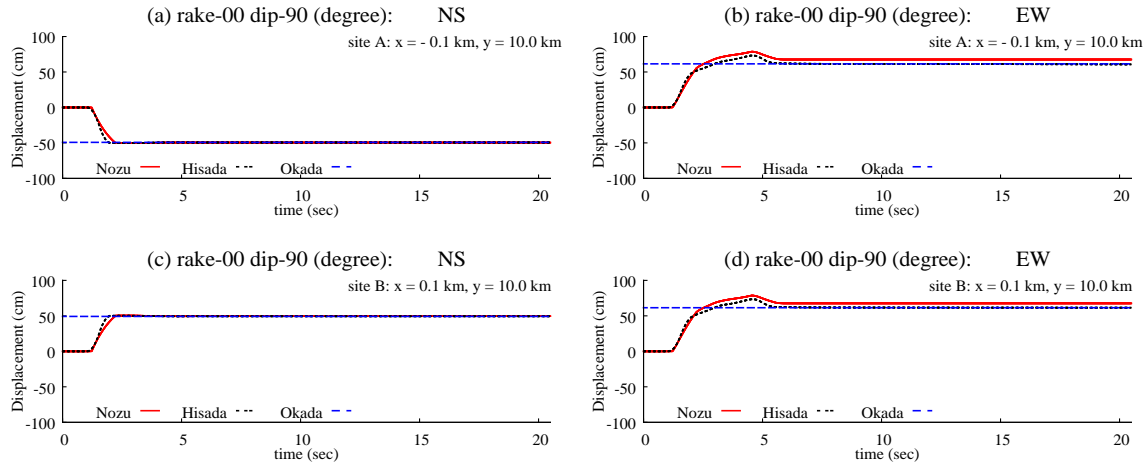 (a) rake-00 dip-90 (degree): NS
site A: x = - 0.1 km, y = 10.0 km
Displacement (cm)
100
50
0
-50
-100
Nozu Hisada Okada
0 5 10 15 20
time (sec)
(b) rake-00 dip-90 (degree): EW
site A: x = - 0.1 km, y = 10.0 km
Displacement (cm)
100
50
0
-50
-100
Nozu Hisada Okada
0 5 10 15 20
time (sec)
(c) rake-00 dip-90 (degree): NS
site B: x = 0.1 km, y = 10.0 km
Displacement (cm)
100
50
0
-50
-100
Nozu Hisada Okada
0 5 10 15 20
time (sec)
(d) rake-00 dip-90 (degree): EW
site B: x = 0.1 km, y = 10.0 km
Displacement (cm)
100
50
0
-50
-100
Nozu Hisada Okada
0 5 10 15 20
time (sec)